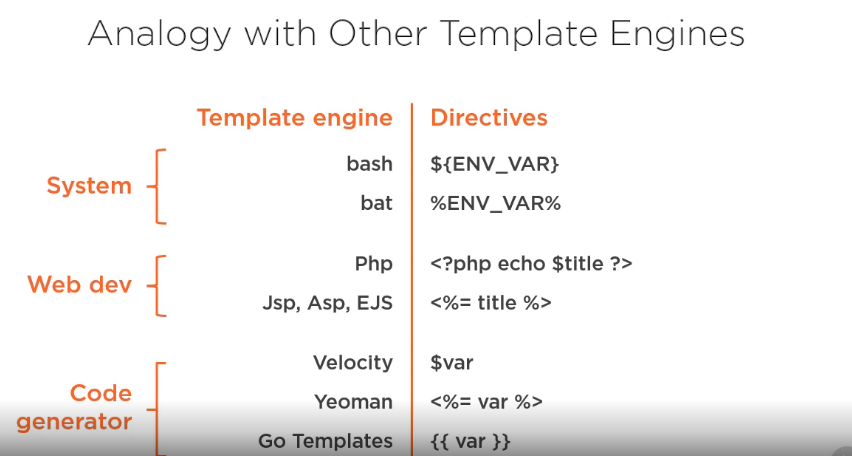 Analogy with Other Template Engines
Template engine Directives
System
bash ${ENV_VAR}
bat %ENV_VAR%
Web dev
Php <?php echo $title ?>
Jsp, Asp, EJS <%= title %>
Code
generator
Velocity $var
Yeoman <%= var %>
Go Templates {{ var }}